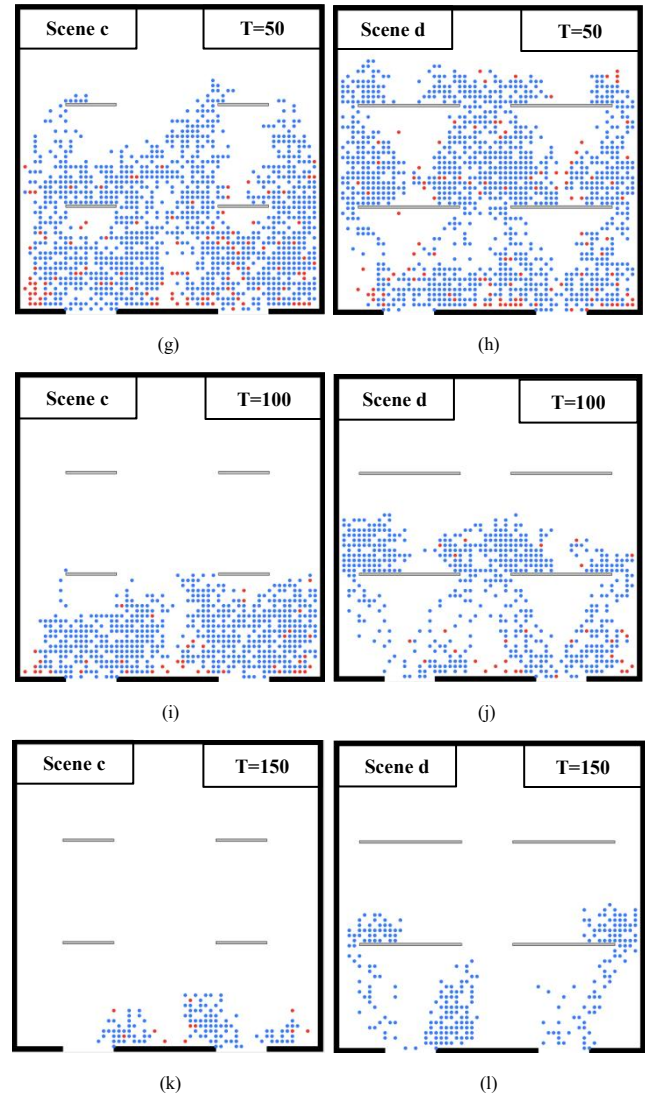 Scene c T=50 Scene d T=50
(g) (h)
Scene c T=100 Scene d T=100
(i) (j)
Scene c T=150 Scene d T=150
(k) (l)